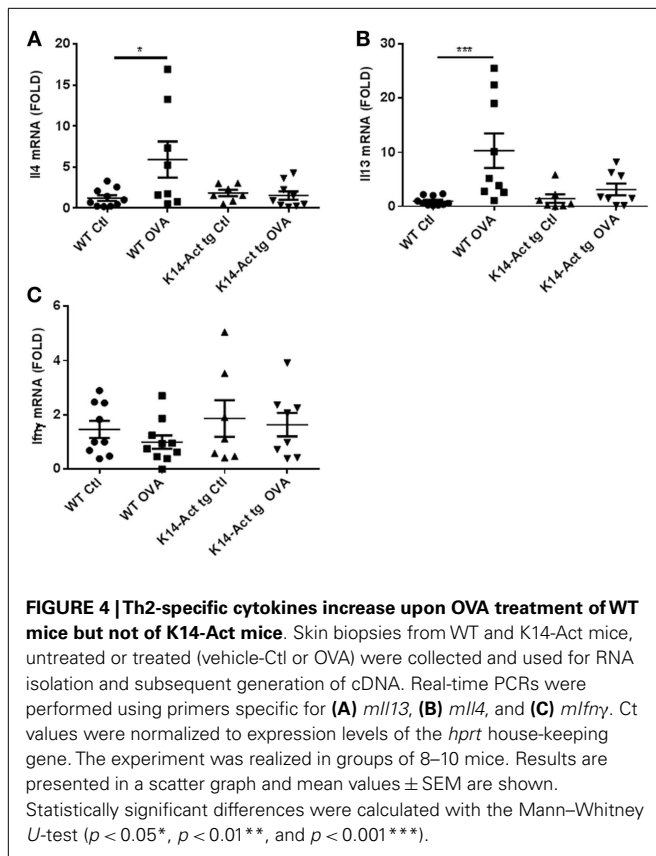 A
B
20
15
10
5
0
Il4 mRNA (FOLD)
*
WT Ctl
WT OVA
K14-Act tg Ctl
K14-Act tg OVA
30
20
10
0
Il13 mRNA (FOLD)
***
WT Ctl
WT OVA
K14-Act tg Ctl
K14-Act tg OVA
C
6
4
2
0
Ifnγ mRNA (FOLD)
WT Ctl
WT OVA
K14-Act tg Ctl
K14-Act tg OVA
FIGURE 4 | Th2-specific cytokines increase upon OVA treatment of WT
mice but not of K14-Act mice. Skin biopsies from WT and K14-Act mice,
untreated or treated (vehicle-Ctl or OVA) were collected and used for RNA
isolation and subsequent generation of cDNA. Real-time PCRs were
performed using primers specific for (A) mIl13, (B) mIl4, and (C) mIfnγ. Ct
values were normalized to expression levels of the hprt house-keeping
gene. The experiment was realized in groups of 8–10 mice. Results are
presented in a scatter graph and mean values ± SEM are shown.
Statistically significant differences were calculated with the Mann–Whitney
U-test (p < 0.05*, p < 0.01**, and p < 0.001***).